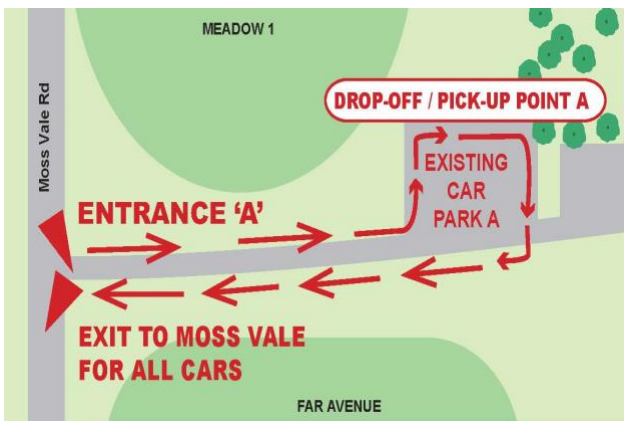 MEADOW 1
Moss Vale Rd
DROP-OFF / PICK-UP POINT A
EXISTING
CAR
PARK A
ENTRANCE ‘A’
EXIT TO MOSS VALE
FOR ALL CARS
FAR AVENUE